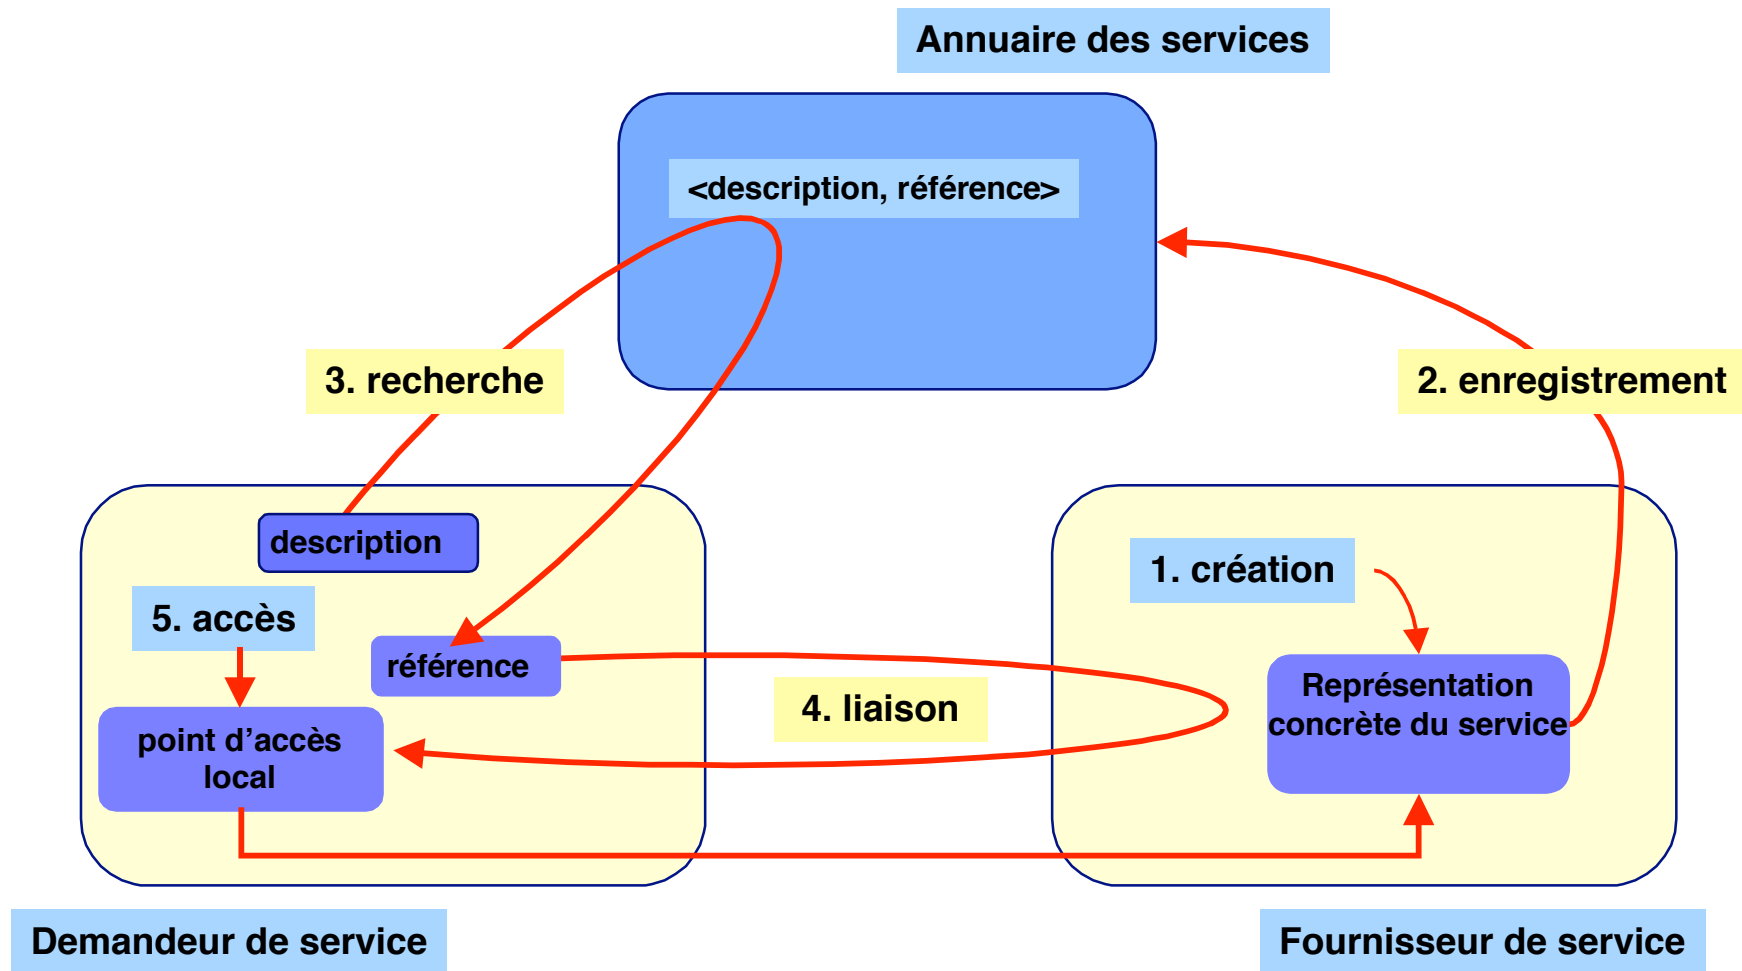 Annuaire des services
<description, référence>
3. recherche
2. enregistrement
description
1. création
5. accès
référence
Représentation
concrète du service
4. liaison
point d’accès
local
Demandeur de service
Fournisseur de service